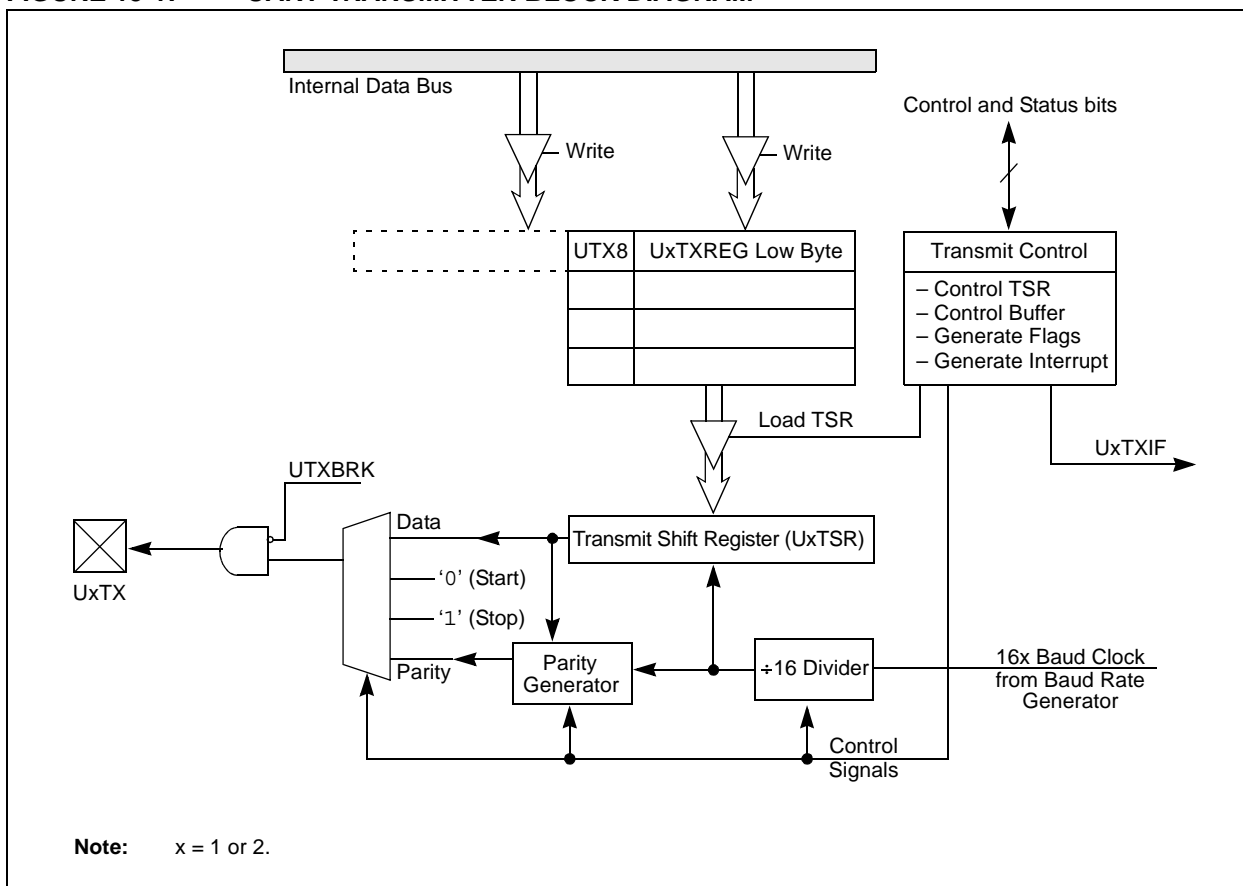 Internal Data Bus
Control and Status bits
Write
Write
UTX8
UxTXREG Low Byte
Transmit Control
– Control TSR
– Control Buffer
– Generate Flags
– Generate Interrupt
Load TSR
UxTXIF
UTXBRK
Data
Transmit Shift Register (UxTSR)
UxTX
‘0’ (Start)
‘1’ (Stop)
Parity
Parity
Generator
÷16 Divider
16x Baud Clock
from Baud Rate
Generator
Control
Signals
Note: x = 1 or 2.